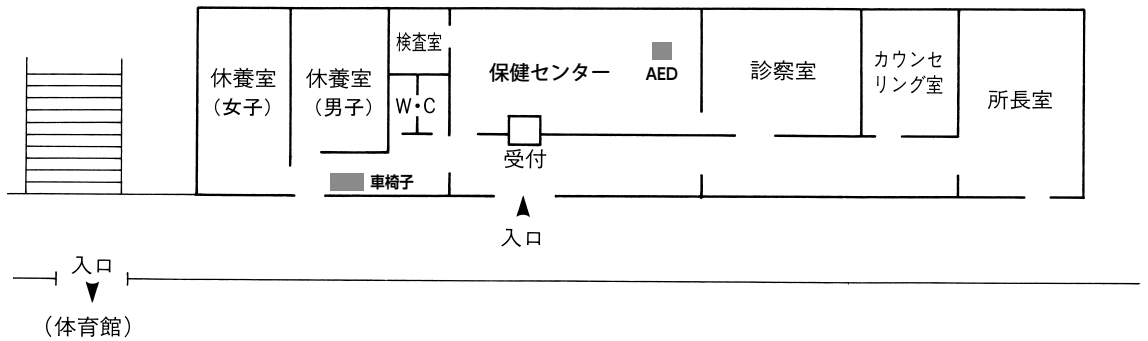 休養室
（女子）
休養室
（男子）
検査室
W・C
保健センター
AED
診察室
カウンセ
リング室
所長室
受付
車椅子
入口
入口
（体育館）